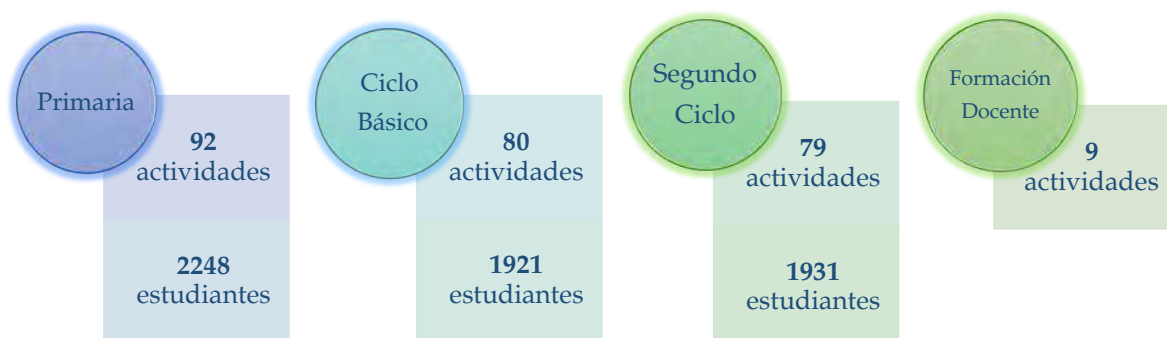 Primaria
92
actividades
2248
estudiantes
Ciclo
Básico
80
actividades
1921
estudiantes
Segundo
Ciclo
79
actividades
1931
estudiantes
Formación
Docente
9
actividades